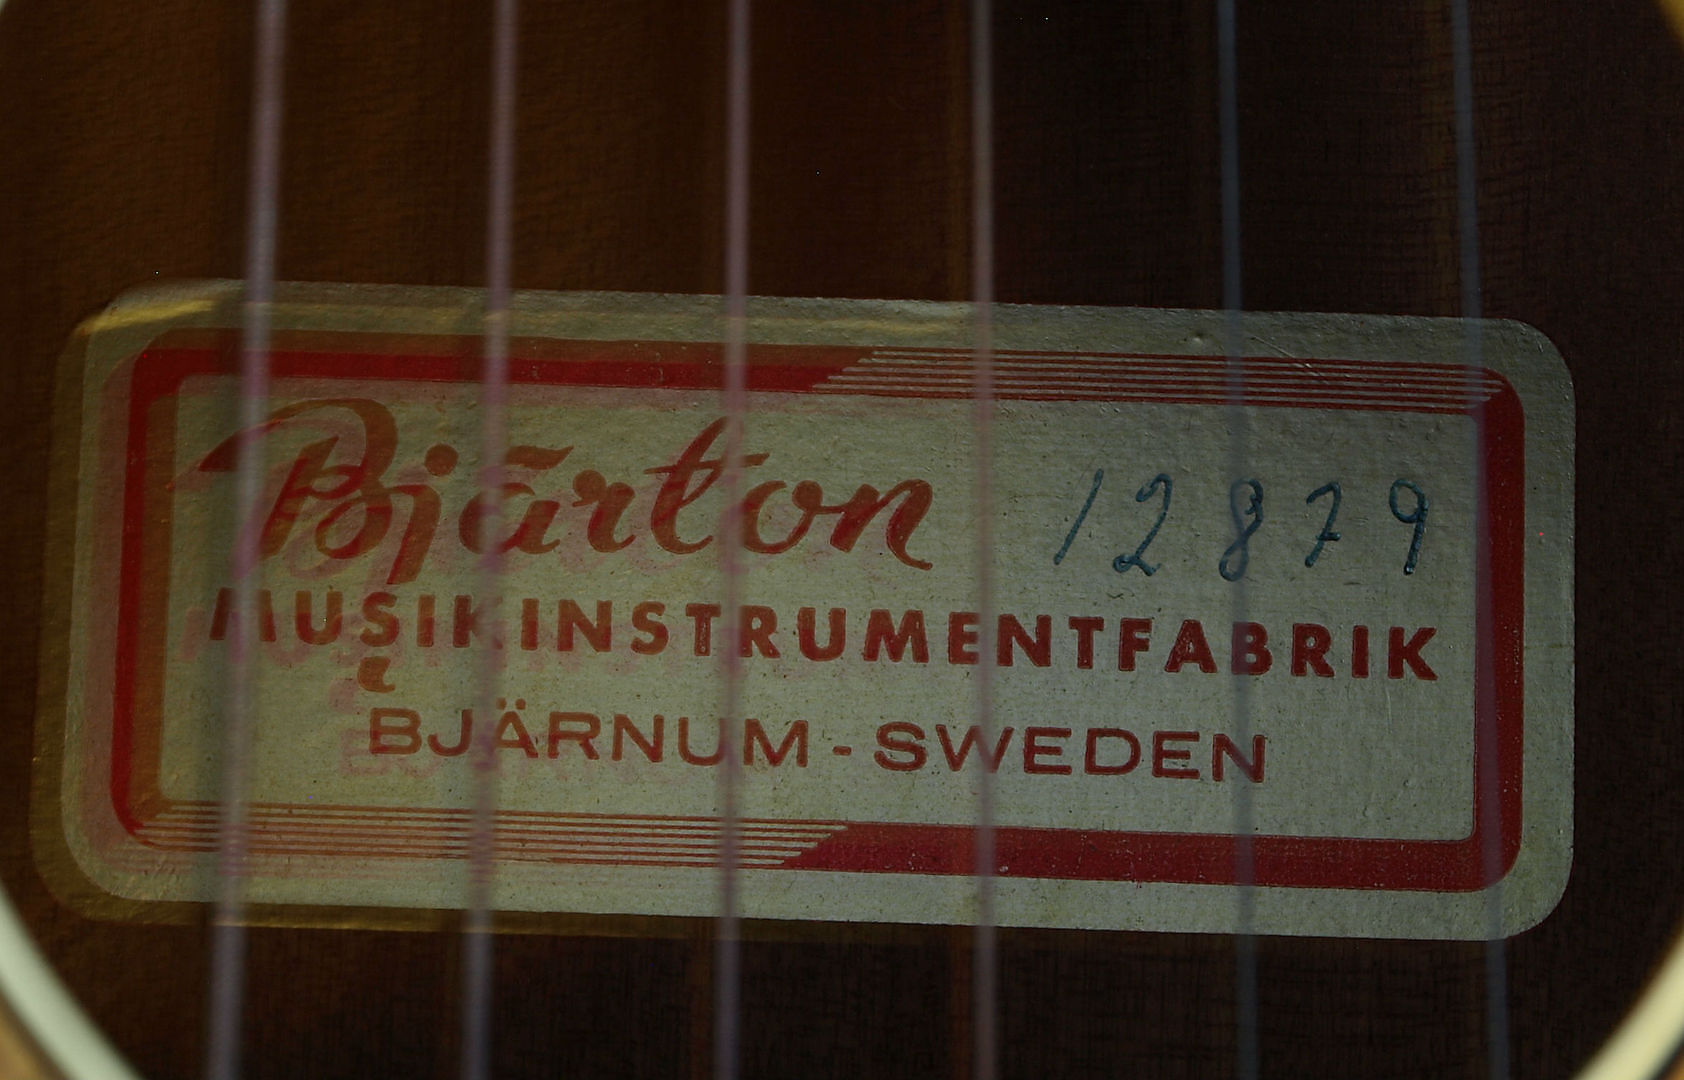 Bjärton 12879
MUSIKINSTRUMENTFABRIK
BJÄRNUM - SWEDEN